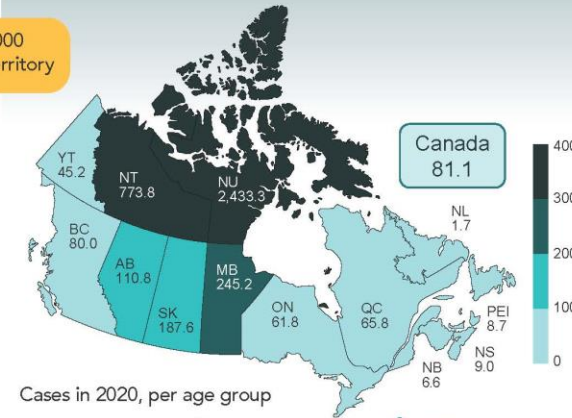 000
rritory
Canada
81.1
YT
45.2
NT
773.8
NU
2,433.3
BC
80.0
AB
110.8
SK
187.6
MB
245.2
ON
61.8
QC
65.8
NL
1.7
PEI
8.7
NS
9.0
NB
6.6
400
300
200
100
0
Cases in 2020, per age group